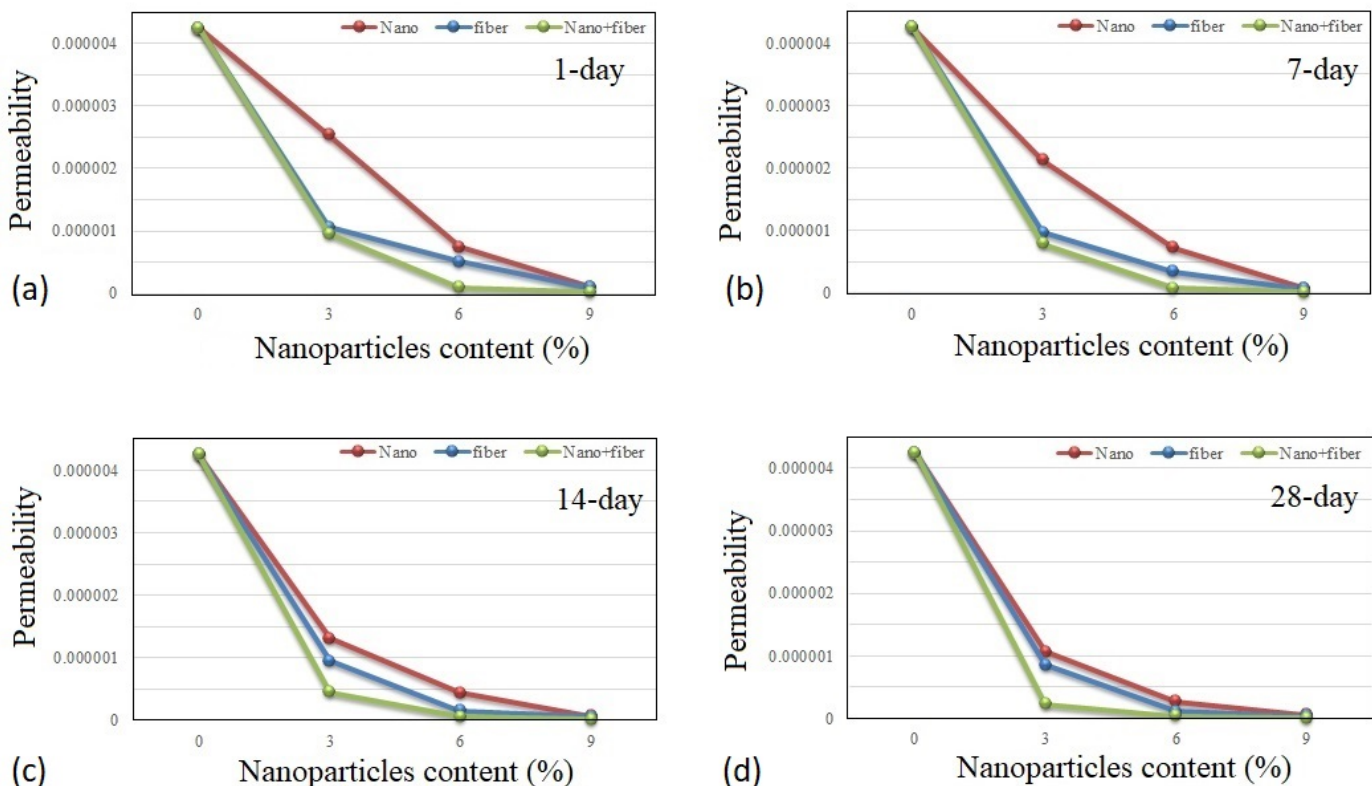 Nano fiber Nano+fiber
1-day
Permeability
0.000004
0.000003
0.000002
0.000001
0
0 3 6 9
Nanoparticles content (%)
(a)
Nano fiber Nano+fiber
7-day
Permeability
0.000004
0.000003
0.000002
0.000001
0
0 3 6 9
Nanoparticles content (%)
(b)
Nano fiber Nano+fiber
14-day
Permeability
0.000004
0.000003
0.000002
0.000001
0
0 3 6 9
Nanoparticles content (%)
(c)
Nano fiber Nano+fiber
28-day
Permeability
0.000004
0.000003
0.000002
0.000001
0
0 3 6 9
Nanoparticles content (%)
(d)